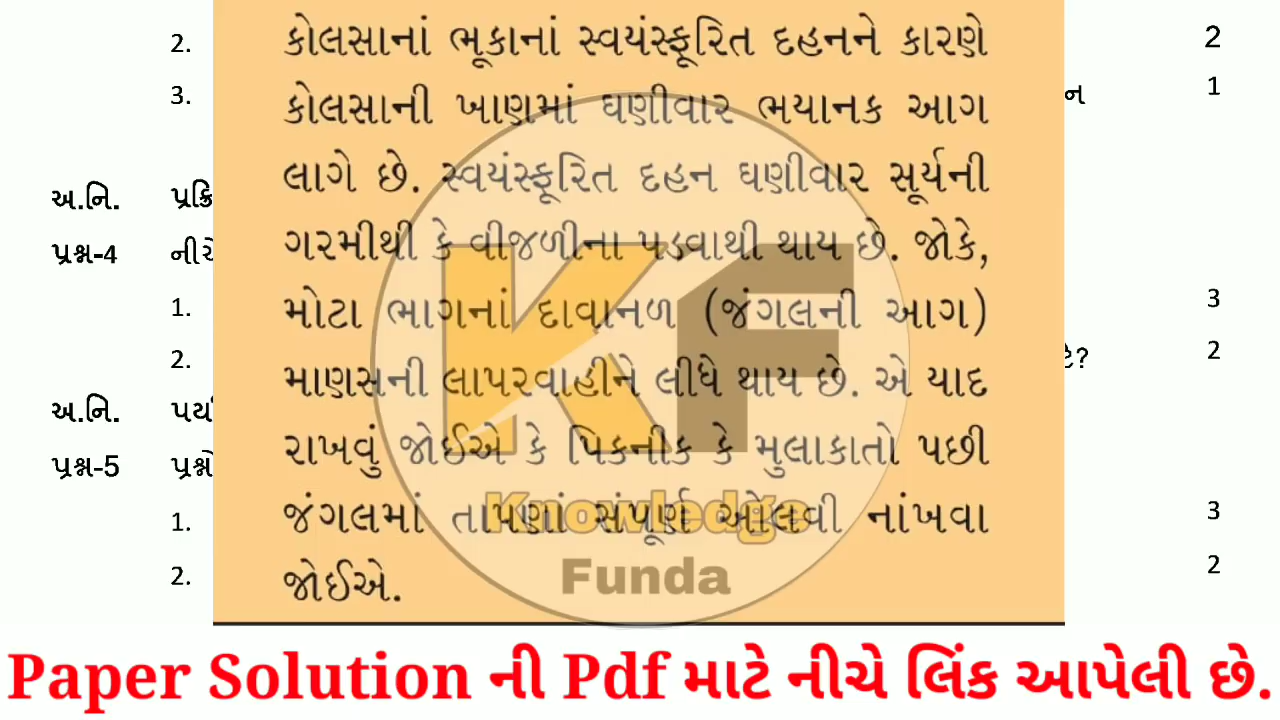 2. 2
3. ન 1
અ.નિ.
પ્રશ્ન-4
1. 3
2. ટે? 2
અ.નિ.
પ્રશ્ન-5
1. 3
2. 2
કોલસાનાં ભૂકાનાં સ્વયંસ્ફૂરિત દહનને કારણે
કોલસાની ખાણમાં ઘણીવાર ભયાનક આગ
લાગે છે. સ્વયંસ્ફૂરિત દહન ઘણીવાર સૂર્યની
ગરમીથી કે વીજળીના પડવાથી થાય છે. જોકે,
મોટા ભાગનાં દાવાનળ (જંગલની આગ)
માણસની લાપરવાહીને લીધે થાય છે. એ યાદ
રાખવું જોઈએ કે પિકનીક કે મુલાકાતો પછી
જંગલમાં તાપણાં સંપૂર્ણ ઓલવી નાંખવા
જોઈએ.
KF
Knowledge
Funda
Paper Solution ની Pdf માટે નીચે લિંક આપેલી છે.